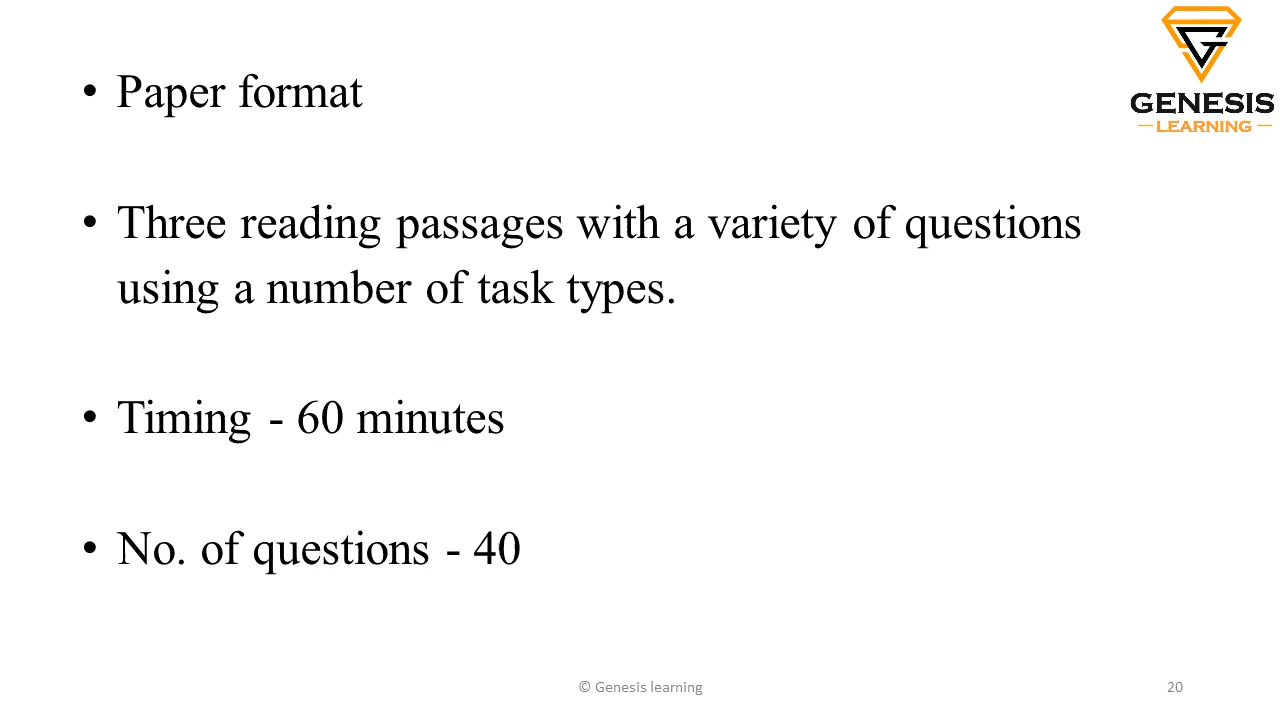 GENESIS
LEARNING
• Paper format
• Three reading passages with a variety of questions
using a number of task types.
• Timing - 60 minutes
• No. of questions - 40
© Genesis learning
20